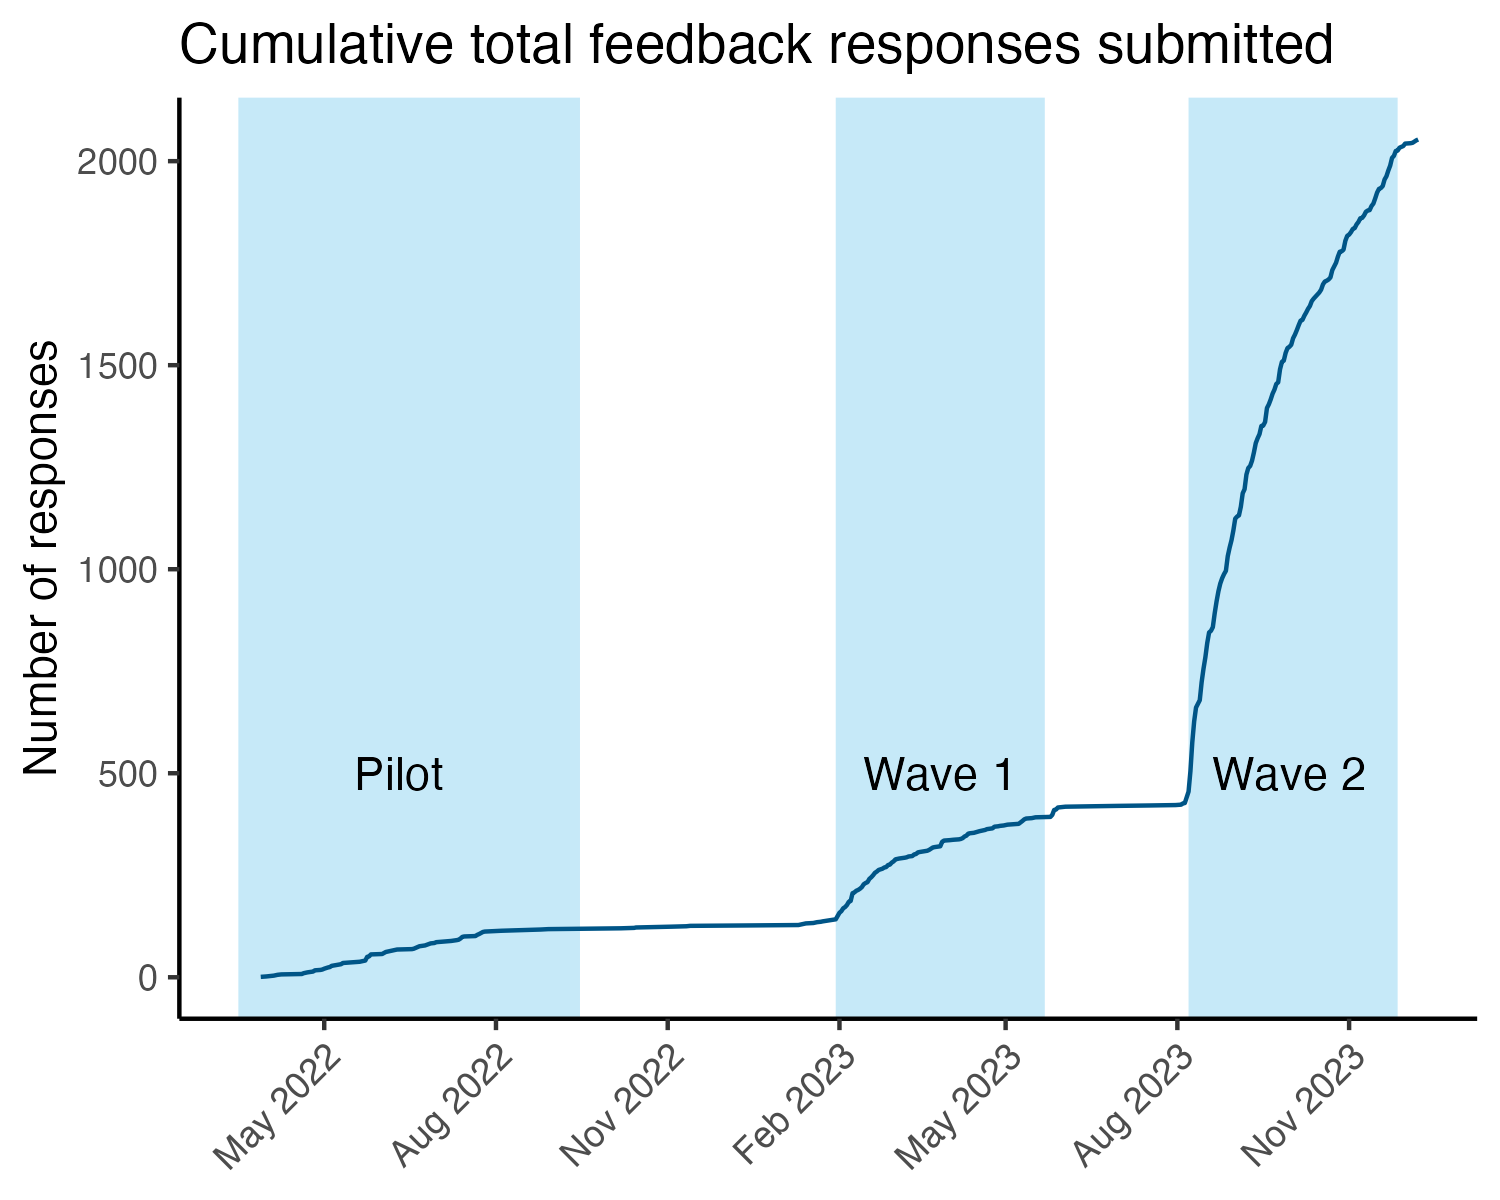 Cumulative total feedback responses submitted
Number of responses
2000
1500
1000
500
0
Pilot
Wave 1
Wave 2
May 2022
Aug 2022
Nov 2022
Feb 2023
May 2023
Aug 2023
Nov 2023